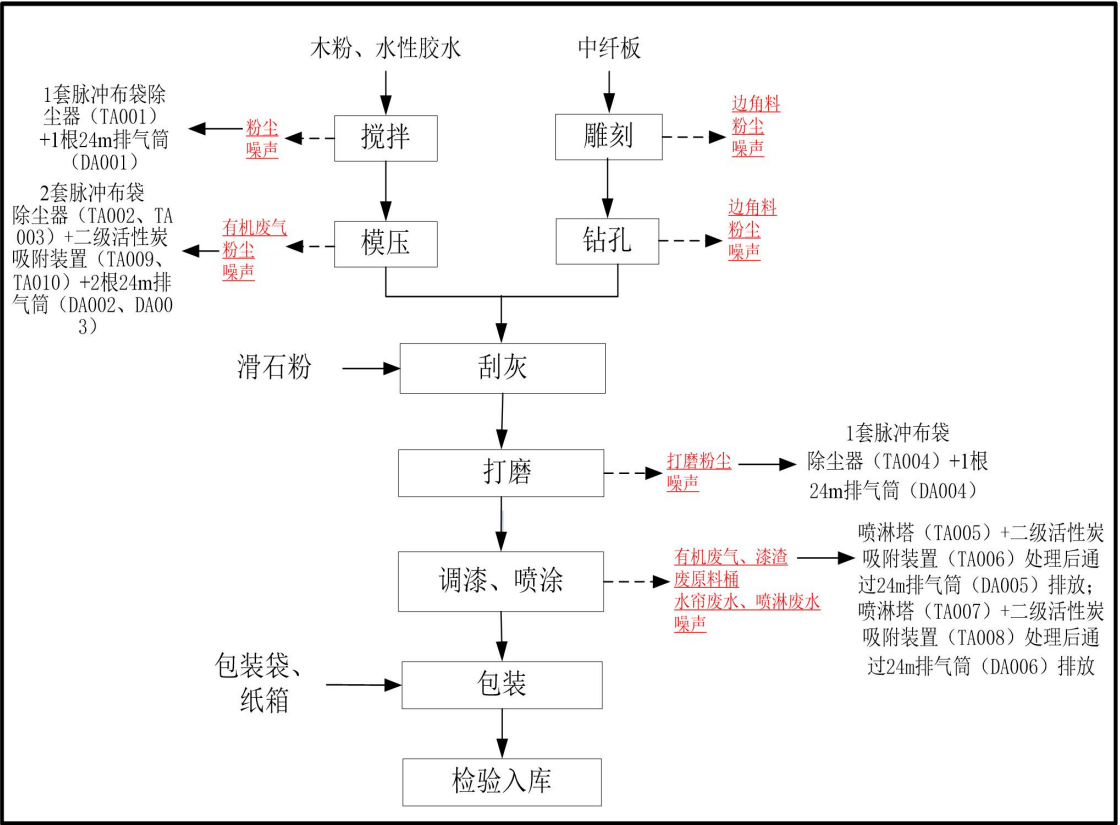 木粉、水性胶水
中纤板
1套脉冲布袋除
尘器（TA001）
+1根24m排气筒
（DA001）
粉尘
噪声
搅拌
雕刻
边角料
粉尘
噪声
2套脉冲布袋
除尘器（TA002、TA
003）+二级活性炭
吸附装置（TA009、
TA010）+2根24m排
气筒（DA002、DA00
3）
有机废气
粉尘
噪声
模压
钻孔
边角料
粉尘
噪声
滑石粉
刮灰
打磨
打磨粉尘
噪声
1套脉冲布袋
除尘器（TA004）+1根
24m排气筒（DA004）
调漆、喷涂
有机废气、漆渣
废原料桶
水帘废水、喷淋废水
噪声
喷淋塔（TA005）+二级活性炭
吸附装置（TA006）处理后通
过24m排气筒（DA005）排放；
喷淋塔（TA007）+二级活性炭
吸附装置（TA008）处理后通
过24m排气筒（DA006）排放
包装袋、
纸箱
包装
检验入库